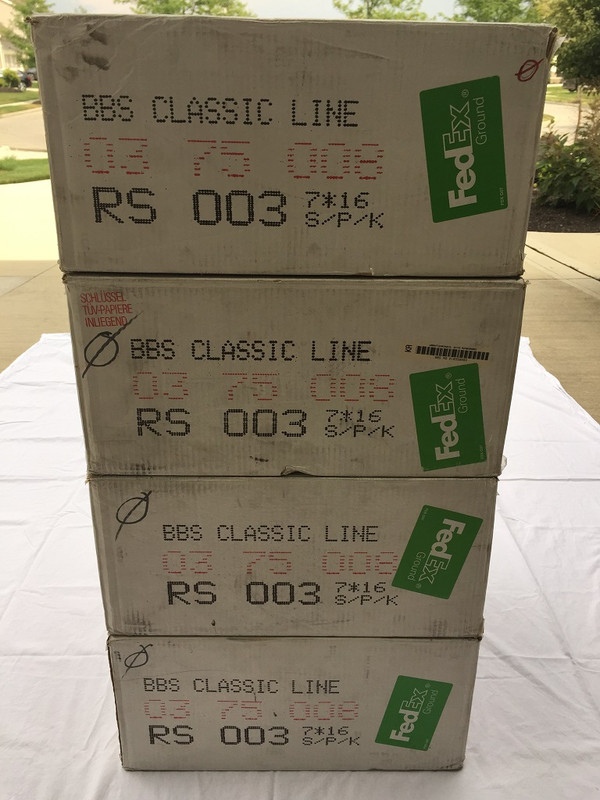 BBS CLASSIC LINE
03 75 008
RS 003 7*16
S/P/K
FedEx®
Ground
SCHLÜSSEL
TÜV-PAPIERE
INLIEGEND
BBS CLASSIC LINE
03 75 008
RS 003 7*16
S/P/K
FedEx®
Ground
BBS CLASSIC LINE
03 75 008
RS 003 7*16
S/P/K
FedEx®
Ground
BBS CLASSIC LINE
03 75 008
RS 003 7*16
S/P/K
FedEx®
Ground